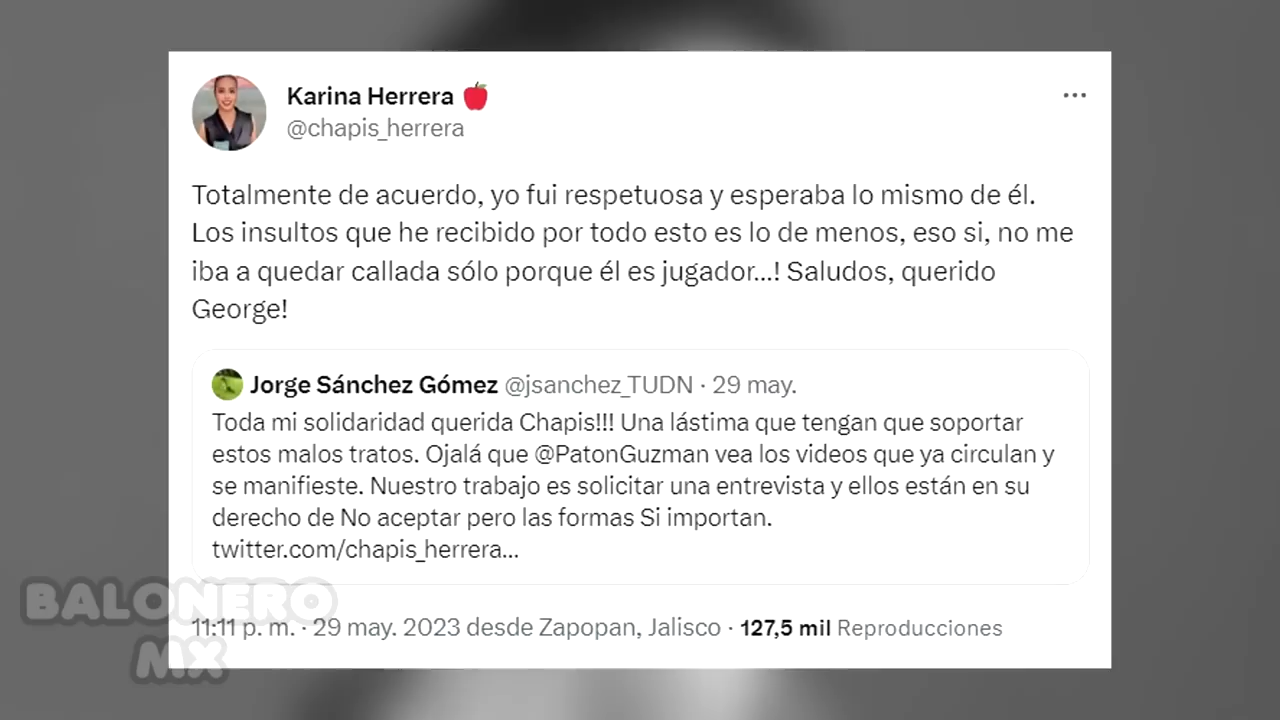 Karina Herrera
@chapis_herrera
Totalmente de acuerdo, yo fui respetuosa y esperaba lo mismo de él.
Los insultos que he recibido por todo esto es lo de menos, eso si, no me
iba a quedar callada sólo porque él es jugador...! Saludos, querido
George!
Jorge Sánchez Gómez @jsanchez_TUDN · 29 may.
Toda mi solidaridad querida Chapis!!! Una lástima que tengan que soportar
estos malos tratos. Ojalá que @PatonGuzman vea los videos que ya circulan y
se manifieste. Nuestro trabajo es solicitar una entrevista y ellos están en su
derecho de No aceptar pero las formas Si importan.
twitter.com/chapis_herrera...
11:11 p. m. · 29 may. 2023 desde Zapopan, Jalisco · 127,5 mil Reproducciones
BALONERO
MX